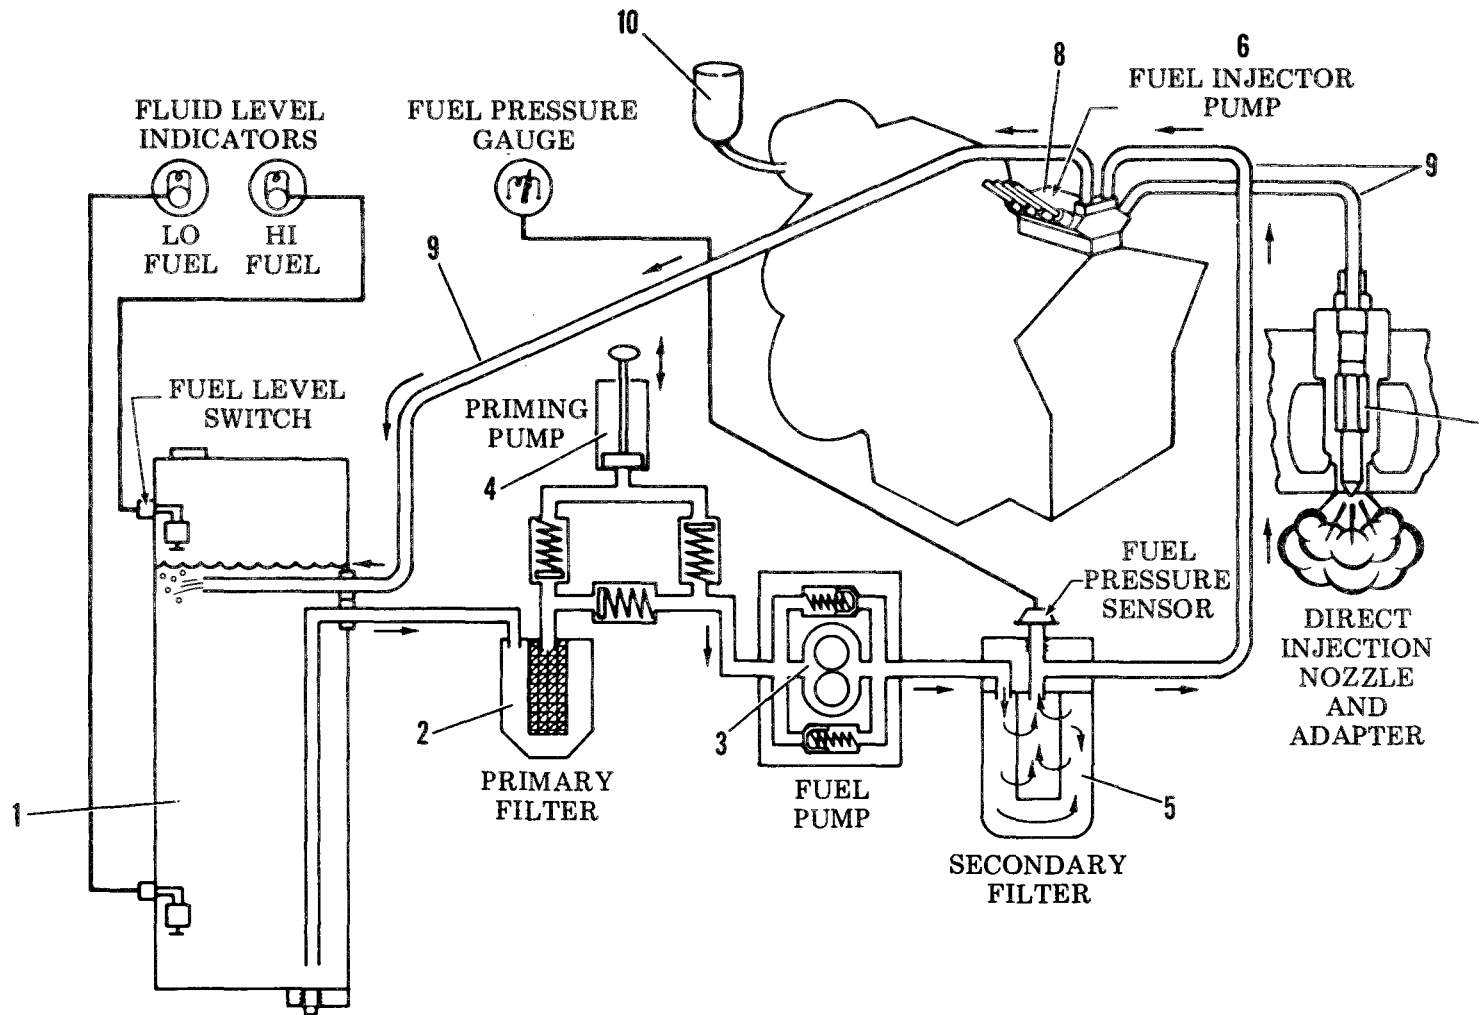 10
8
6
FUEL INJECTOR
PUMP
FLUID LEVEL
INDICATORS
FUEL PRESSURE
GAUGE
9
LO
FUEL
HI
FUEL
9
FUEL LEVEL
SWITCH
PRIMING
PUMP
4
FUEL
PRESSURE
SENSOR
DIRECT
INJECTION
NOZZLE
AND
ADAPTER
2
3
PRIMARY
FILTER
FUEL
PUMP
1
5
SECONDARY
FILTER